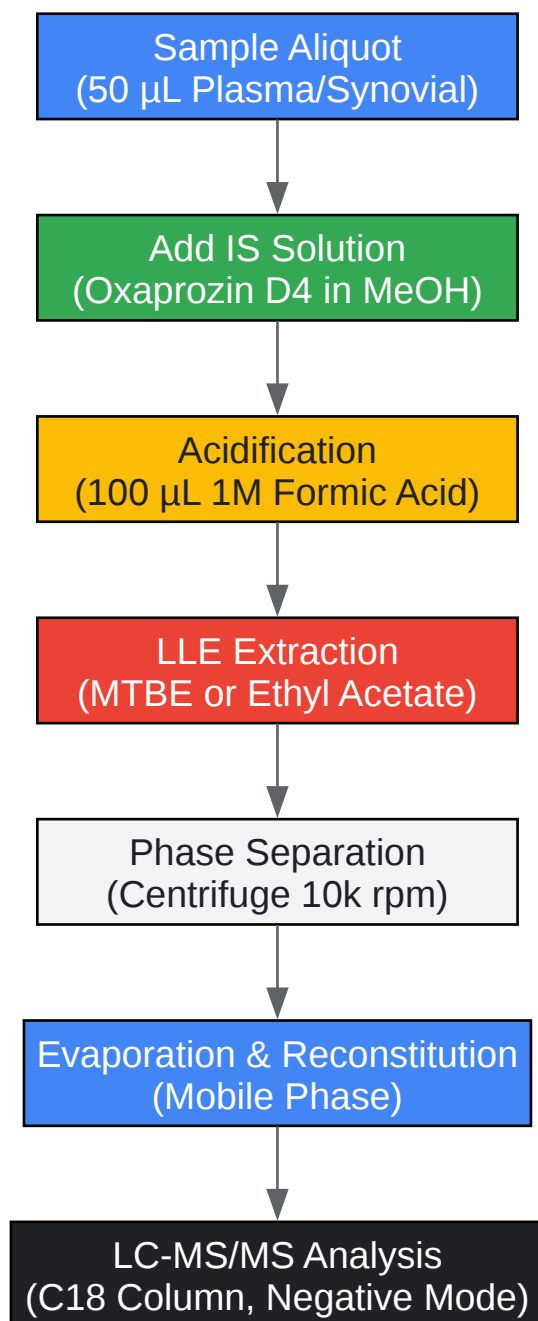 Sample Aliquot
(50 µL Plasma/Synovial)
Add IS Solution
(Oxaprozin D4 in MeOH)
Acidification
(100 µL 1M Formic Acid)
LLE Extraction
(MTBE or Ethyl Acetate)
Phase Separation
(Centrifuge 10k rpm)
Evaporation & Reconstitution
(Mobile Phase)
LC-MS/MS Analysis
(C18 Column, Negative Mode)